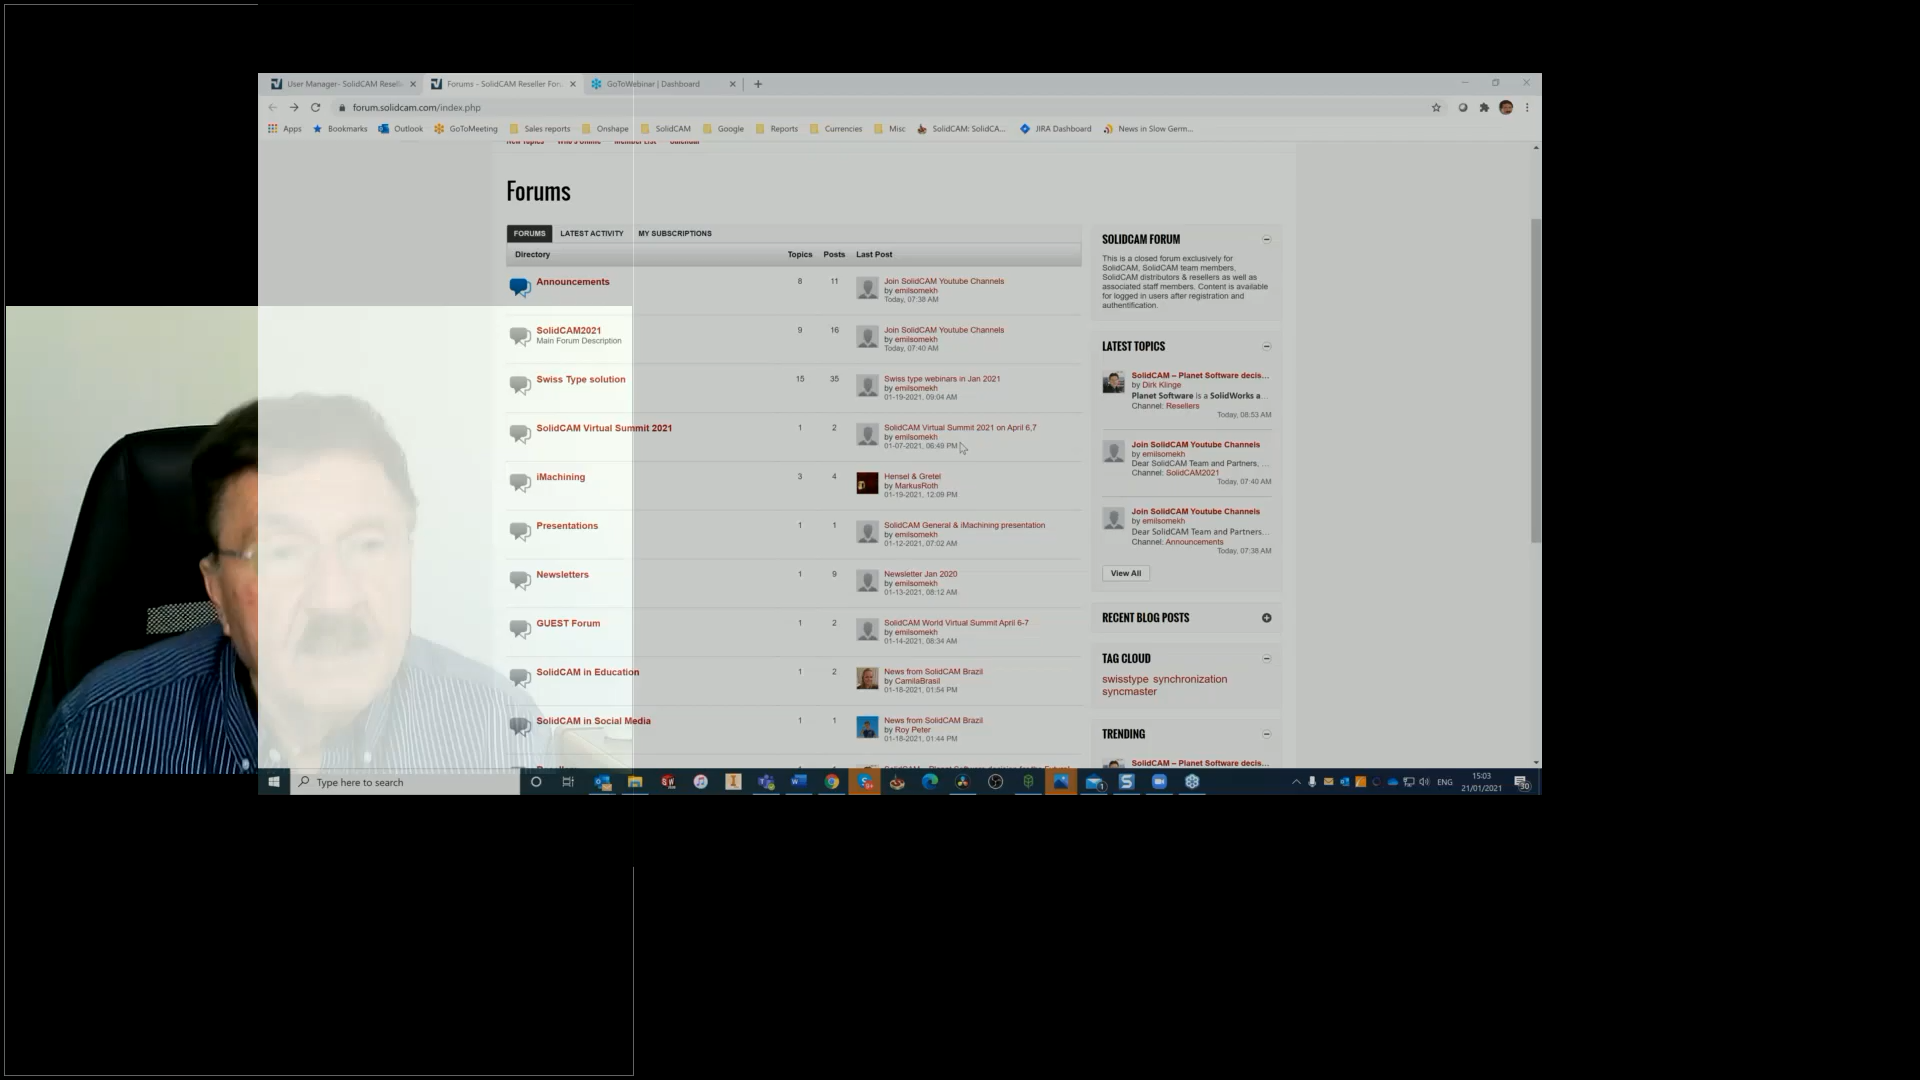 User Manager- SolidCAM Resell
Forums - SolidCAM Reseller For
GoToWebinar | Dashboard
forum.solidcam.com/index.php
Apps
Bookmarks
Outlook
GoToMeeting
Sales reports
Onshape
SolidCAM
Google
Reports
Currencies
Misc
SolidCAM: SolidCA...
JIRA Dashboard
News in Slow Germ...
New Topics
Who's Online
Member List
Calendar
Forums
FORUMS
LATEST ACTIVITY
MY SUBSCRIPTIONS
Directory
Topics
Posts
Last Post
Announcements
8
11
Join SolidCAM Youtube Channels
by emilsomekh
Today, 07:38 AM
SolidCAM2021
Main Forum Description
9
16
Join SolidCAM Youtube Channels
by emilsomekh
Today, 07:40 AM
Swiss Type solution
15
35
Swiss type webinars in Jan 2021
by emilsomekh
01-19-2021, 09:04 AM
SolidCAM Virtual Summit 2021
1
2
SolidCAM Virtual Summit 2021 on April 6,7
by emilsomekh
01-07-2021, 06:49 PM
iMachining
3
4
Hensel & Gretel
by MarkusRoth
01-19-2021, 12:09 PM
Presentations
1
1
SolidCAM General & iMachining presentation
by emilsomekh
01-12-2021, 07:02 AM
Newsletters
1
9
Newsletter Jan 2020
by emilsomekh
01-13-2021, 08:12 AM
GUEST Forum
1
2
SolidCAM World Virtual Summit April 6-7
by emilsomekh
01-14-2021, 08:34 AM
SolidCAM in Education
1
2
News from SolidCAM Brazil
by CamilaBrasil
01-18-2021, 01:54 PM
SolidCAM in Social Media
1
1
News from SolidCAM Brazil
by Roy Peter
01-18-2021, 01:44 PM
SOLIDCAM FORUM
This is a closed forum exclusively for
SolidCAM, SolidCAM team members,
SolidCAM distributors & resellers as well as
associated staff members. Content is available
for logged in users after registration and
authentification.
LATEST TOPICS
SolidCAM – Planet Software decis...
by Dirk Klinge
Planet Software is a SolidWorks a...
Channel: Resellers
Today, 08:53 AM
Join SolidCAM Youtube Channels
by emilsomekh
Dear SolidCAM Team and Partners, ...
Channel: SolidCAM2021
Today, 07:40 AM
Join SolidCAM Youtube Channels
by emilsomekh
Dear SolidCAM Team and Partners...
Channel: Announcements
Today, 07:38 AM
View All
RECENT BLOG POSTS
TAG CLOUD
swisstype synchronization
syncmaster
TRENDING
SolidCAM – Planet Software decis...
Type here to search
ENG
15:03
21/01/2021
30